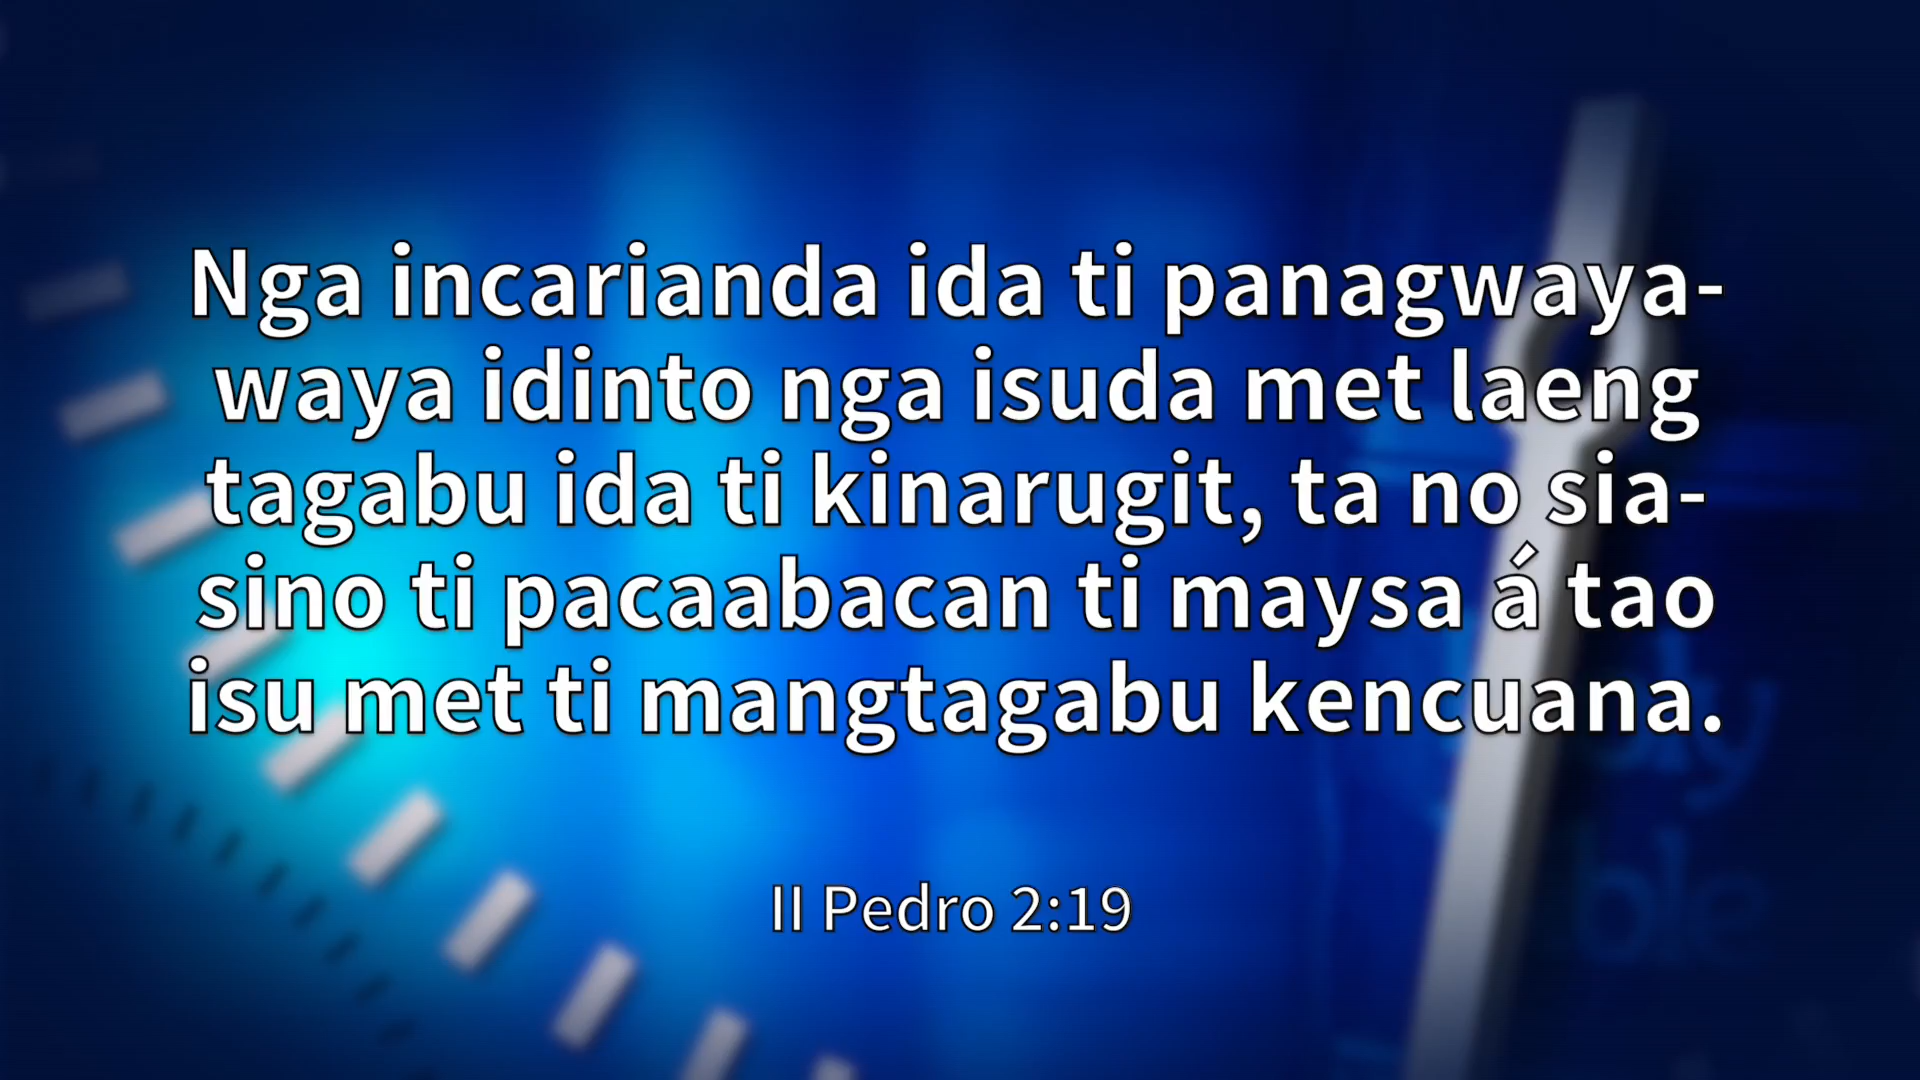 Nga incarianda ida ti panagwaya-
waya idinto nga isuda met laeng
tagabu ida ti kinarugit, ta no sia-
sino ti pacaabacan ti maysa á tao
isu met ti mangtagabu kencuana.
II Pedro 2:19